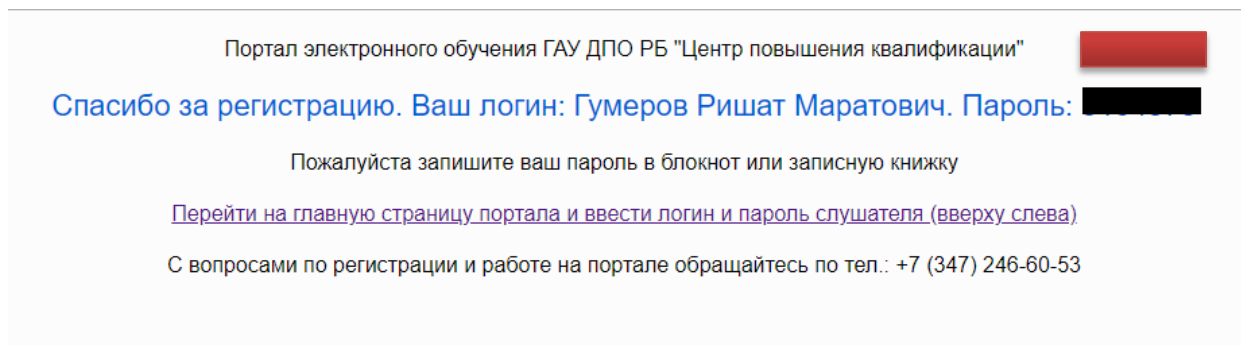 Портал электронного обучения ГАУ ДПО РБ "Центр повышения квалификации"
Спасибо за регистрацию. Ваш логин: Гумеров Ришат Маратович. Пароль:
Пожалуйста запишите ваш пароль в блокнот или записную книжку
Перейти на главную страницу портала и ввести логин и пароль слушателя (вверху слева)
С вопросами по регистрации и работе на портале обращайтесь по тел.: +7 (347) 246-60-53